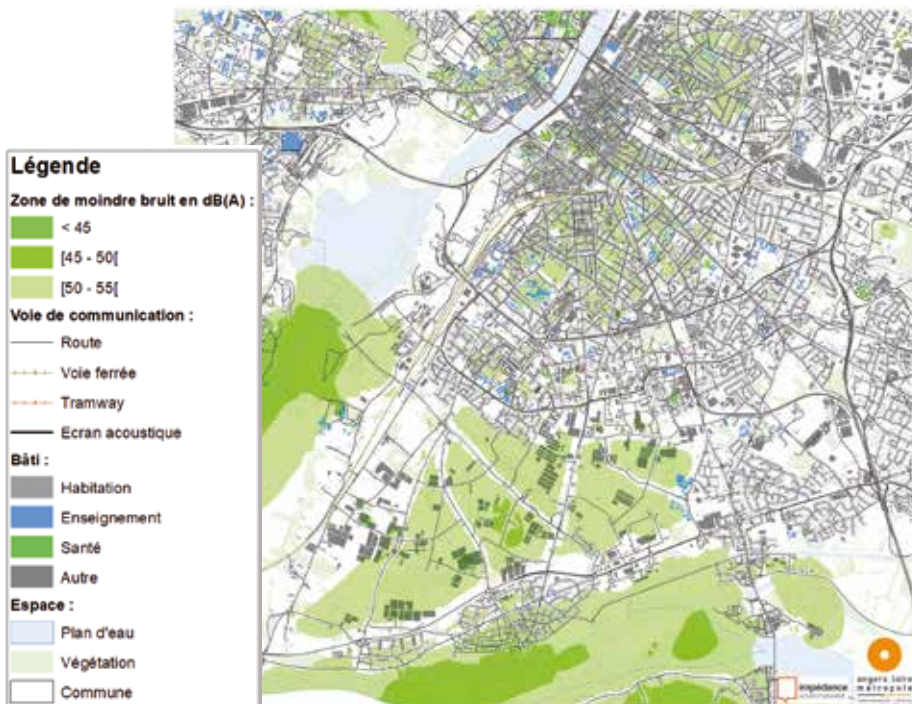 Légende
Zone de moindre bruit en dB(A) :
< 45
[45 - 50[
[50 - 55[
Voie de communication :
Route
Voie ferrée
Tramway
Ecran acoustique
Bâti :
Habitation
Enseignement
Santé
Autre
Espace :
Plan d'eau
Végétation
Commune
impédance
angers loire
métropole